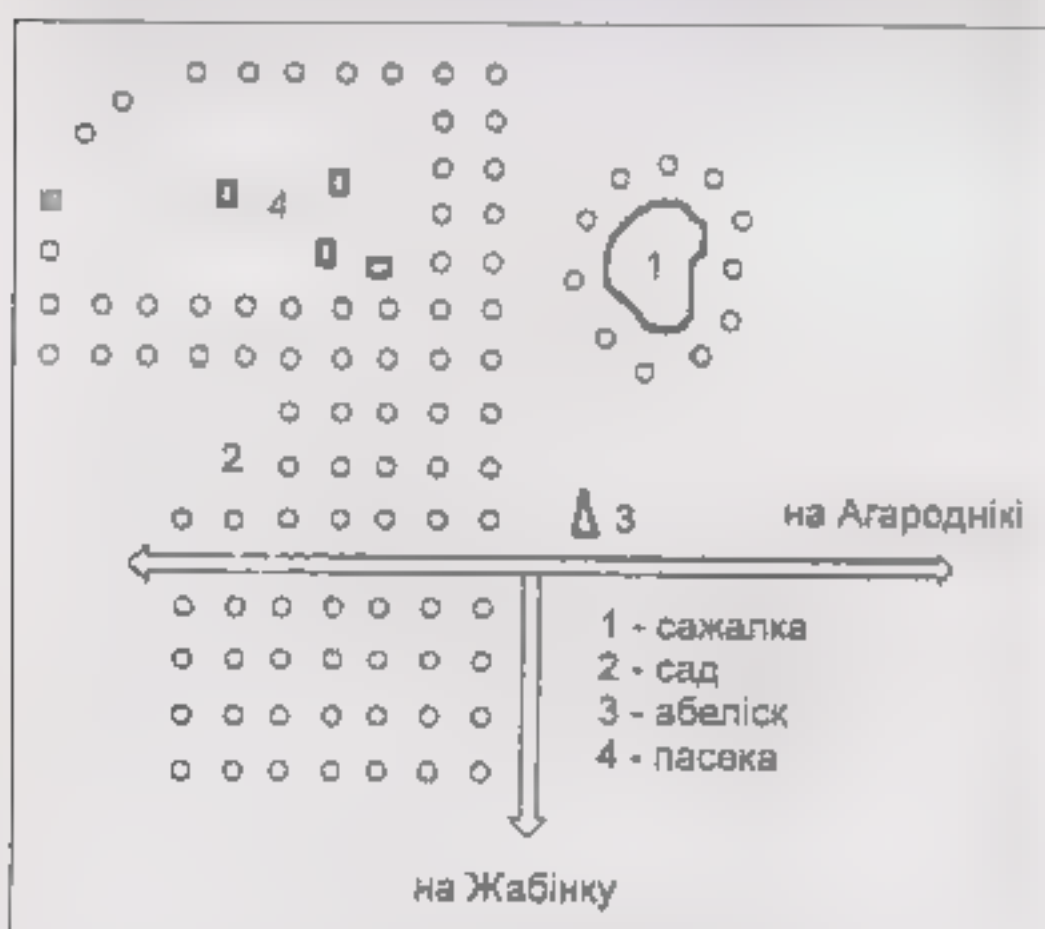 4
1
2
3
на Агароднікі
1 - сажалка
2 - сад
3 - абеліск
4 - пасека
на Жабінку